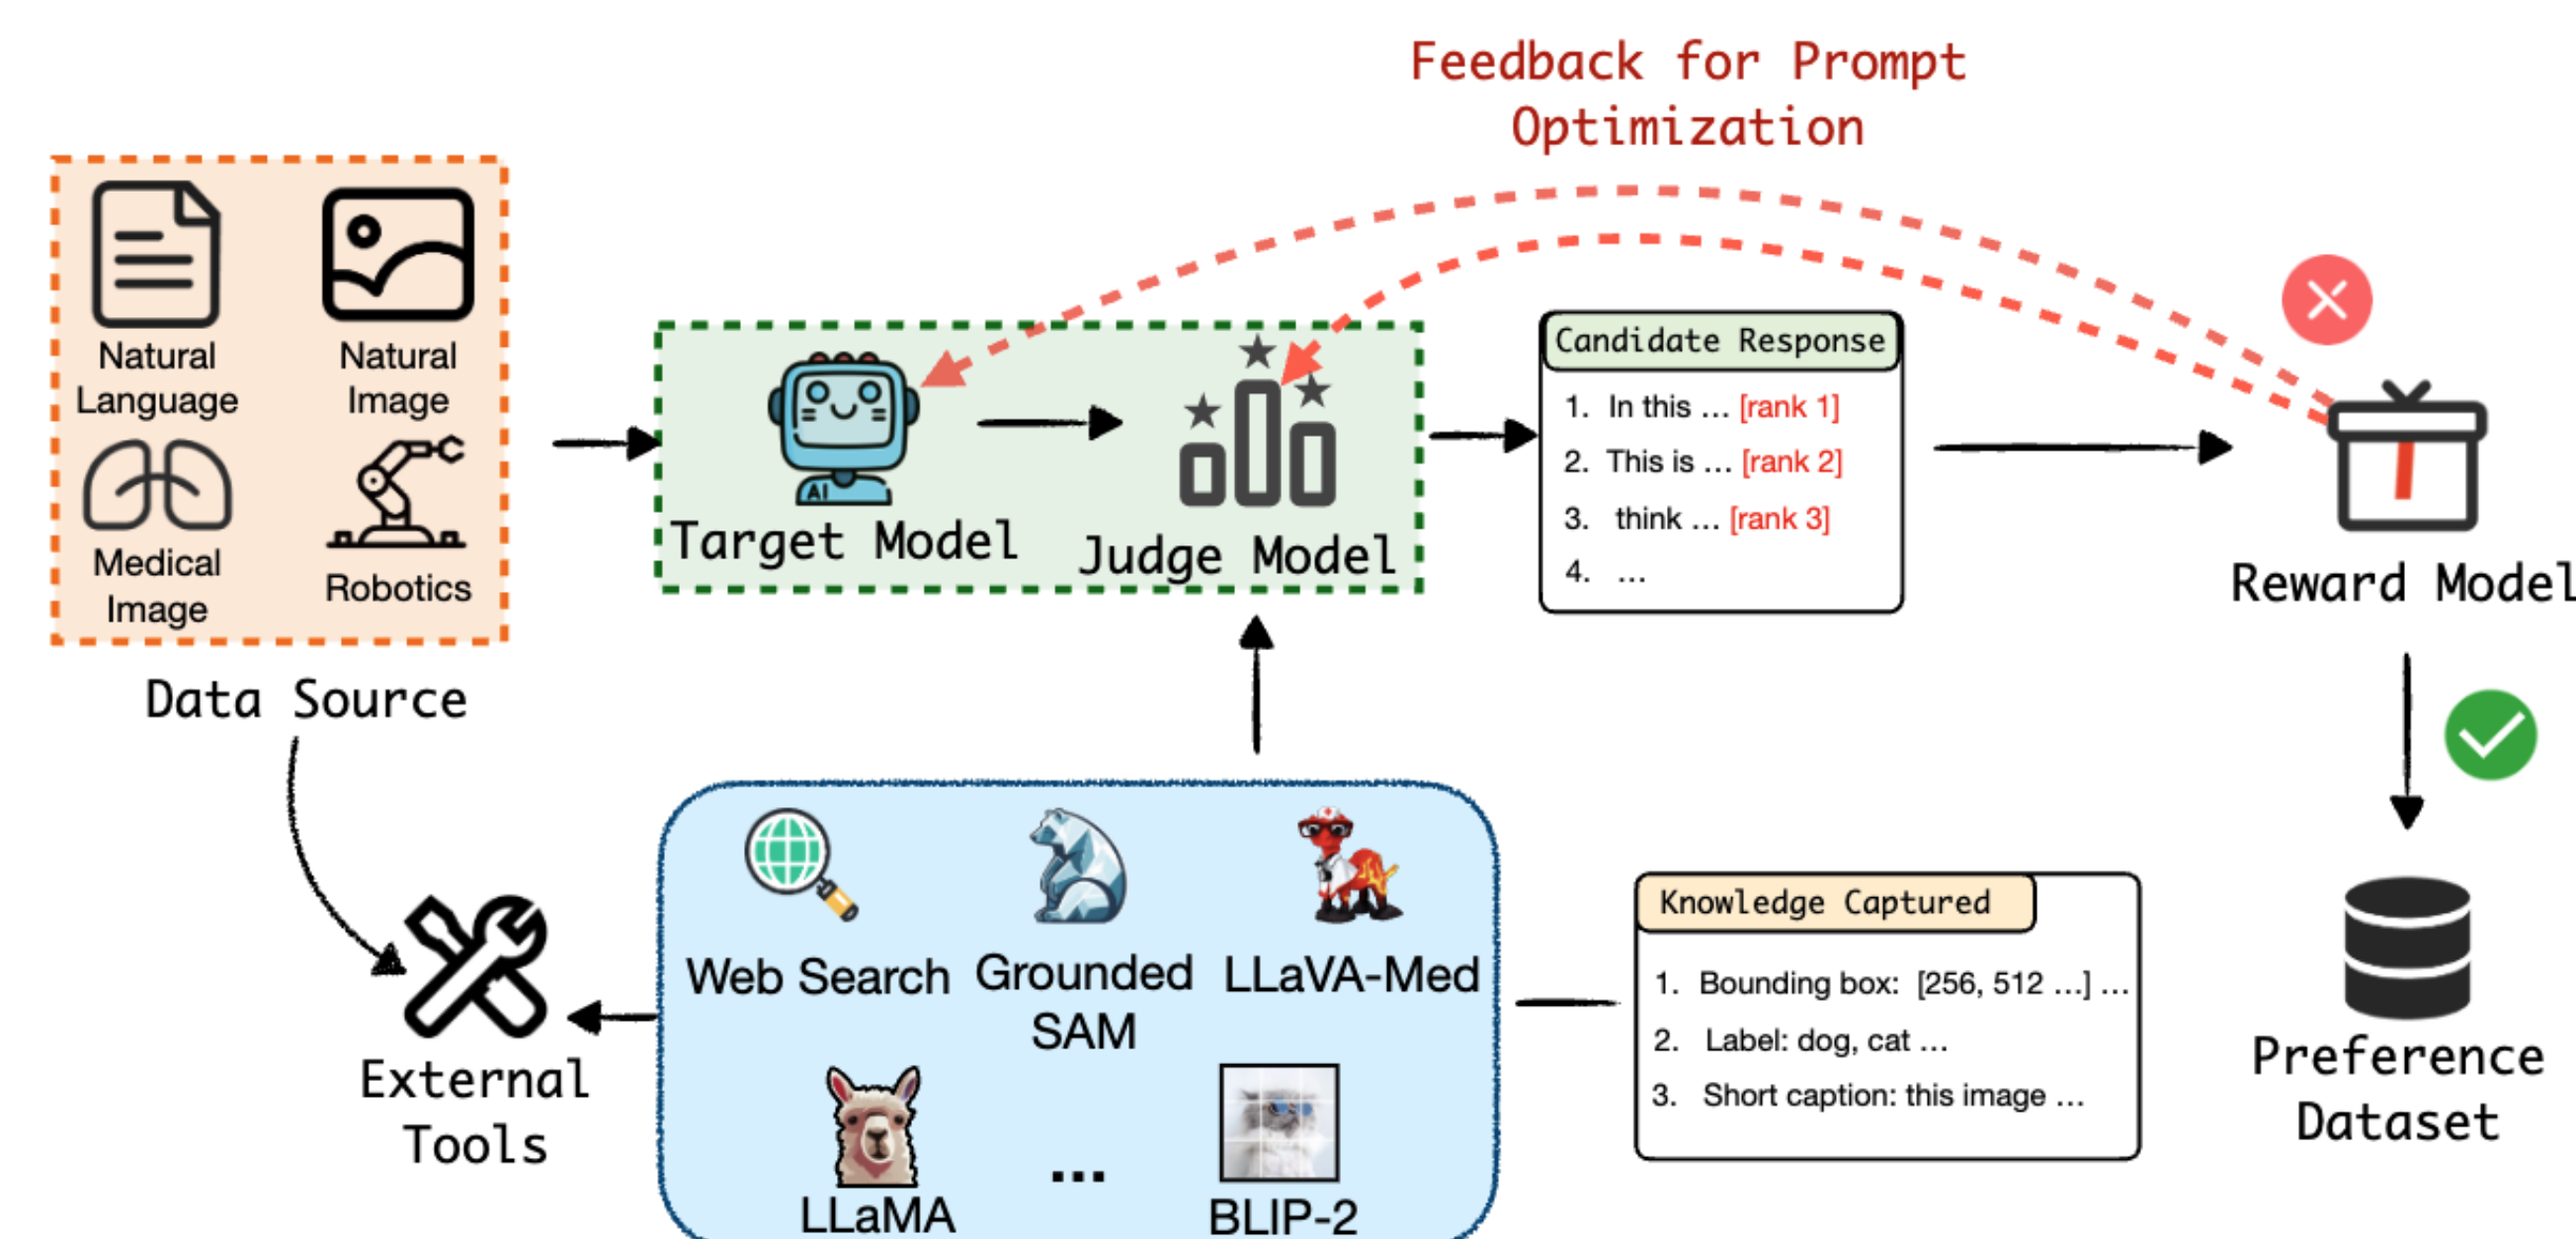 Feedback for Prompt
Optimization
Natural
Language
Natural
Image
Medical
Image
Robotics
Data Source
AI
Target Model
Judge Model
Candidate Response
1. In this ... [rank 1]
2. This is ... [rank 2]
3. think ... [rank 3]
4. ...
Reward Model
External
Tools
Web Search
Grounded
SAM
LLaVA-Med
LLaMA
...
BLIP-2
Knowledge Captured
1. Bounding box: [256, 512 ...] ...
2. Label: dog, cat ...
3. Short caption: this image ...
Preference
Dataset